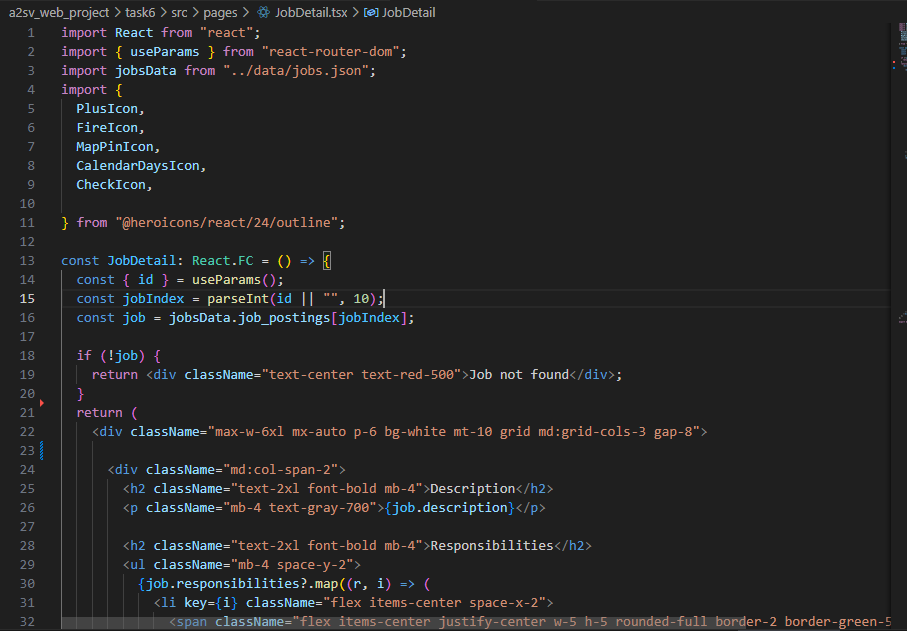 a2sv_web_project > task6 > src > pages > JobDetail.tsx > JobDetail
1 import React from "react";
2 import { useParams } from "react-router-dom";
3 import jobsData from "../data/jobs.json";
4 import {
5 PlusIcon,
6 FireIcon,
7 MapPinIcon,
8 CalendarDaysIcon,
9 CheckIcon,
10
11 } from "@heroicons/react/24/outline";
12
13 const JobDetail: React.FC = () => {
14 const { id } = useParams();
15 const jobIndex = parseInt(id || "", 10);
16 const job = jobsData.job_postings[jobIndex];
17
18 if (!job) {
19 return <div className="text-center text-red-500">Job not found</div>;
20 }
21 return (
22 <div className="max-w-6xl mx-auto p-6 bg-white mt-10 grid md:grid-cols-3 gap-8">
23
24 <div className="md:col-span-2">
25 <h2 className="text-2xl font-bold mb-4">Description</h2>
26 <p className="mb-4 text-gray-700">{job.description}</p>
27
28 <h2 className="text-2xl font-bold mb-4">Responsibilities</h2>
29 <ul className="mb-4 space-y-2">
30 {job.responsibilities?.map((r, i) => (
31 <li key={i} className="flex items-center space-x-2">
32 <span className="flex items-center justify-center w-5 h-5 rounded-full border-2 border-green-5